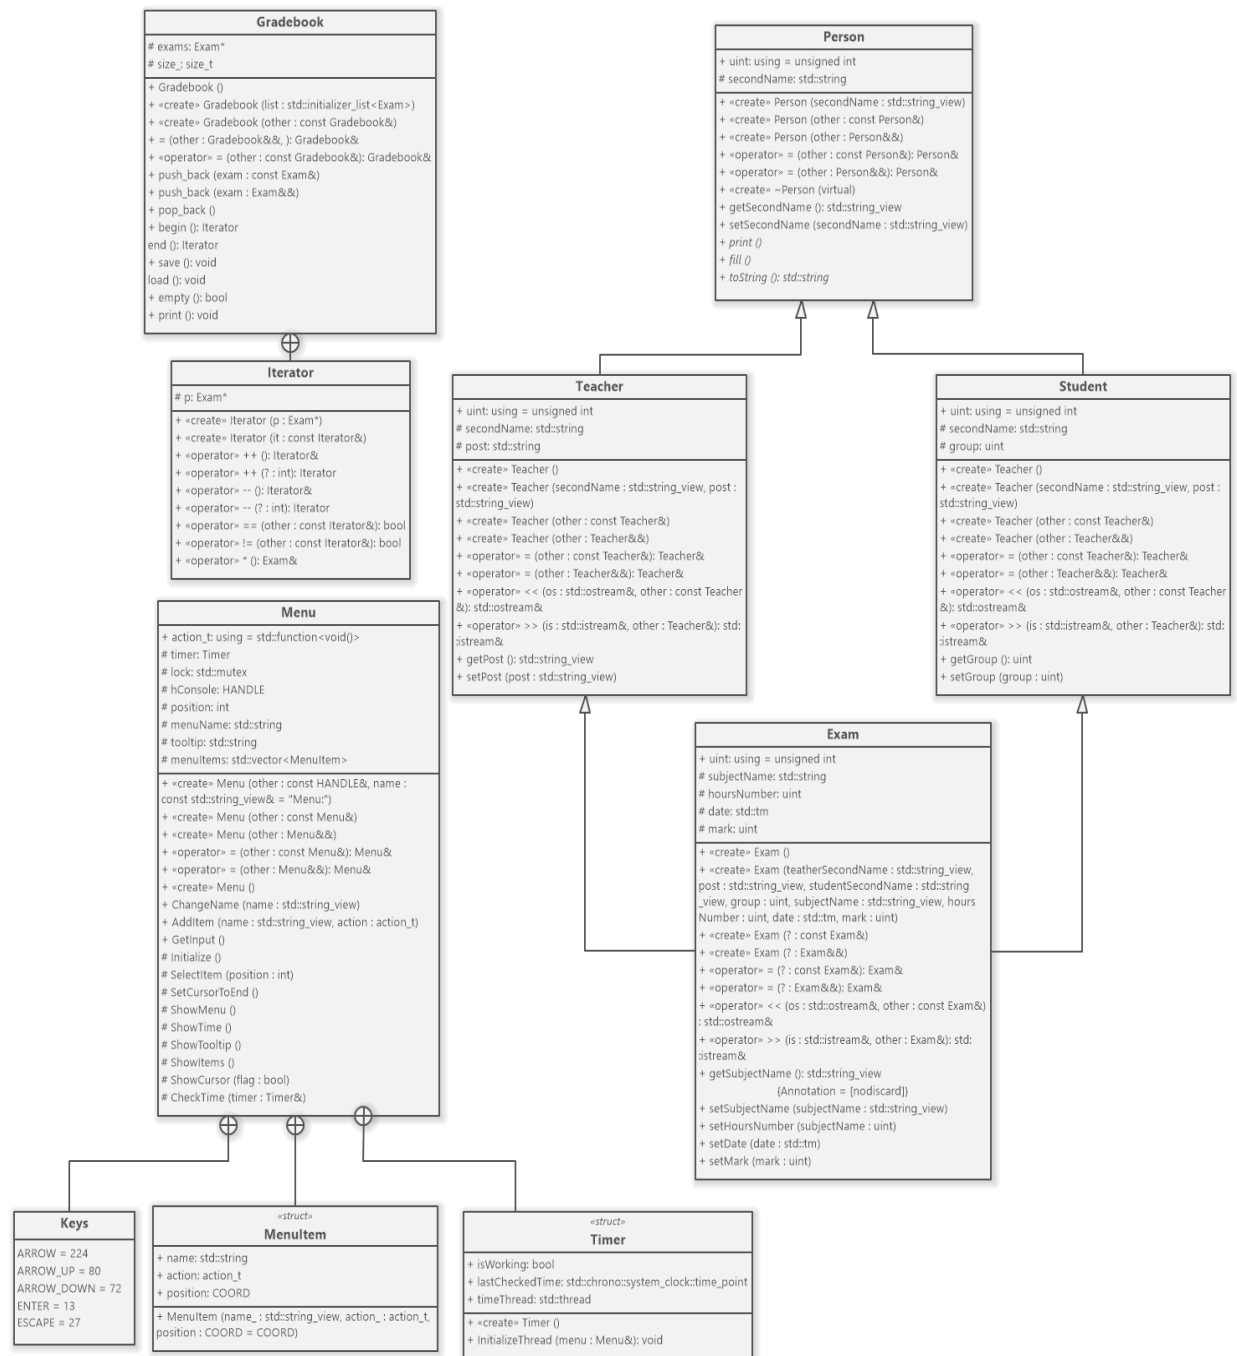 Gradebook
# exams: Exam*
# size_: size_t
+ Gradebook ()
+ «create» Gradebook (list : std::initializer_list<Exam>)
+ «create» Gradebook (other : const Gradebook&)
+ = (other : Gradebook&&, ): Gradebook&
+ «operator» = (other : const Gradebook&): Gradebook&
+ push_back (exam : const Exam&)
+ push_back (exam : Exam&&)
+ pop_back ()
+ begin (): Iterator
end (): Iterator
+ save (): void
load (): void
+ empty (): bool
+ print (): void
Person
+ uint: using = unsigned int
# secondName: std::string
+ «create» Person (secondName : std::string_view)
+ «create» Person (other : const Person&)
+ «create» Person (other : Person&&)
+ «operator» = (other : const Person&): Person&
+ «operator» = (other : Person&&): Person&
+ «create» ~Person (virtual)
+ getSecondName (): std::string_view
+ setSecondName (secondName : std::string_view)
+ print ()
+ fill ()
+ toString (): std::string
Iterator
# p: Exam*
+ «create» Iterator (p : Exam*)
+ «create» Iterator (it : const Iterator&)
+ «operator» ++ (): Iterator&
+ «operator» ++ (? : int): Iterator
+ «operator» -- (): Iterator&
+ «operator» -- (? : int): Iterator
+ «operator» == (other : const Iterator&): bool
+ «operator» != (other : const Iterator&): bool
+ «operator» * (): Exam&
Teacher
+ uint: using = unsigned int
# secondName: std::string
# post: std::string
+ «create» Teacher ()
+ «create» Teacher (secondName : std::string_view, post :
std::string_view)
+ «create» Teacher (other : const Teacher&)
+ «create» Teacher (other : Teacher&&)
+ «operator» = (other : const Teacher&): Teacher&
+ «operator» = (other : Teacher&&): Teacher&
+ «operator» << (os : std::ostream&, other : const Teacher
&): std::ostream&
+ «operator» >> (is : std::istream&, other : Teacher&): std:
:istream&
+ getPost (): std::string_view
+ setPost (post : std::string_view)
Student
+ uint: using = unsigned int
# secondName: std::string
# group: uint
+ «create» Teacher ()
+ «create» Teacher (secondName : std::string_view, post :
std::string_view)
+ «create» Teacher (other : const Teacher&)
+ «create» Teacher (other : Teacher&&)
+ «operator» = (other : const Teacher&): Teacher&
+ «operator» = (other : Teacher&&): Teacher&
+ «operator» << (os : std::ostream&, other : const Teacher
&): std::ostream&
+ «operator» >> (is : std::istream&, other : Teacher&): std:
:istream&
+ getGroup (): uint
+ setGroup (group : uint)
Menu
+ action_t: using = std::function<void()>
# timer: Timer
# lock: std::mutex
# hConsole: HANDLE
# position: int
# menuName: std::string
# tooltip: std::string
# menuItems: std::vector<MenuItem>
+ «create» Menu (other : const HANDLE&, name :
const std::string_view& = "Menu:")
+ «create» Menu (other : const Menu&)
+ «create» Menu (other : Menu&&)
+ «operator» = (other : const Menu&): Menu&
+ «operator» = (other : Menu&&): Menu&
+ «create» Menu ()
+ ChangeName (name : std::string_view)
+ AddItem (name : std::string_view, action : action_t)
+ GetInput ()
# Initialize ()
# SelectItem (position : int)
# SetCursorToEnd ()
# ShowMenu ()
# ShowTime ()
# ShowTooltip ()
# ShowItems ()
# ShowCursor (flag : bool)
# CheckTime (timer : Timer&)
Exam
+ uint: using = unsigned int
# subjectName: std::string
# hoursNumber: uint
# date: std::tm
# mark: uint
+ «create» Exam ()
+ «create» Exam (teatherSecondName : std::string_view,
post : std::string_view, studentSecondName : std::string
_view, group : uint, subjectName : std::string_view, hours
Number : uint, date : std::tm, mark : uint)
+ «create» Exam (? : const Exam&)
+ «create» Exam (? : Exam&&)
+ «operator» = (? : const Exam&): Exam&
+ «operator» = (? : Exam&&): Exam&
+ «operator» << (os : std::ostream&, other : const Exam&)
: std::ostream&
+ «operator» >> (is : std::istream&, other : Exam&): std:
:istream&
+ getSubjectName (): std::string_view
{Annotation = [nodiscard]}
+ setSubjectName (subjectName : std::string_view)
+ setHoursNumber (subjectName : uint)
+ setDate (date : std::tm)
+ setMark (mark : uint)
Keys
ARROW = 224
ARROW_UP = 80
ARROW_DOWN = 72
ENTER = 13
ESCAPE = 27
«struct»
MenuItem
+ name: std::string
+ action: action_t
+ position: COORD
+ MenuItem (name_ : std::string_view, action_ : action_t,
position : COORD = COORD)
«struct»
Timer
+ isWorking: bool
+ lastCheckedTime: std::chrono::system_clock::time_point
+ timeThread: std::thread
+ «create» Timer ()
+ InitializeThread (menu : Menu&): void